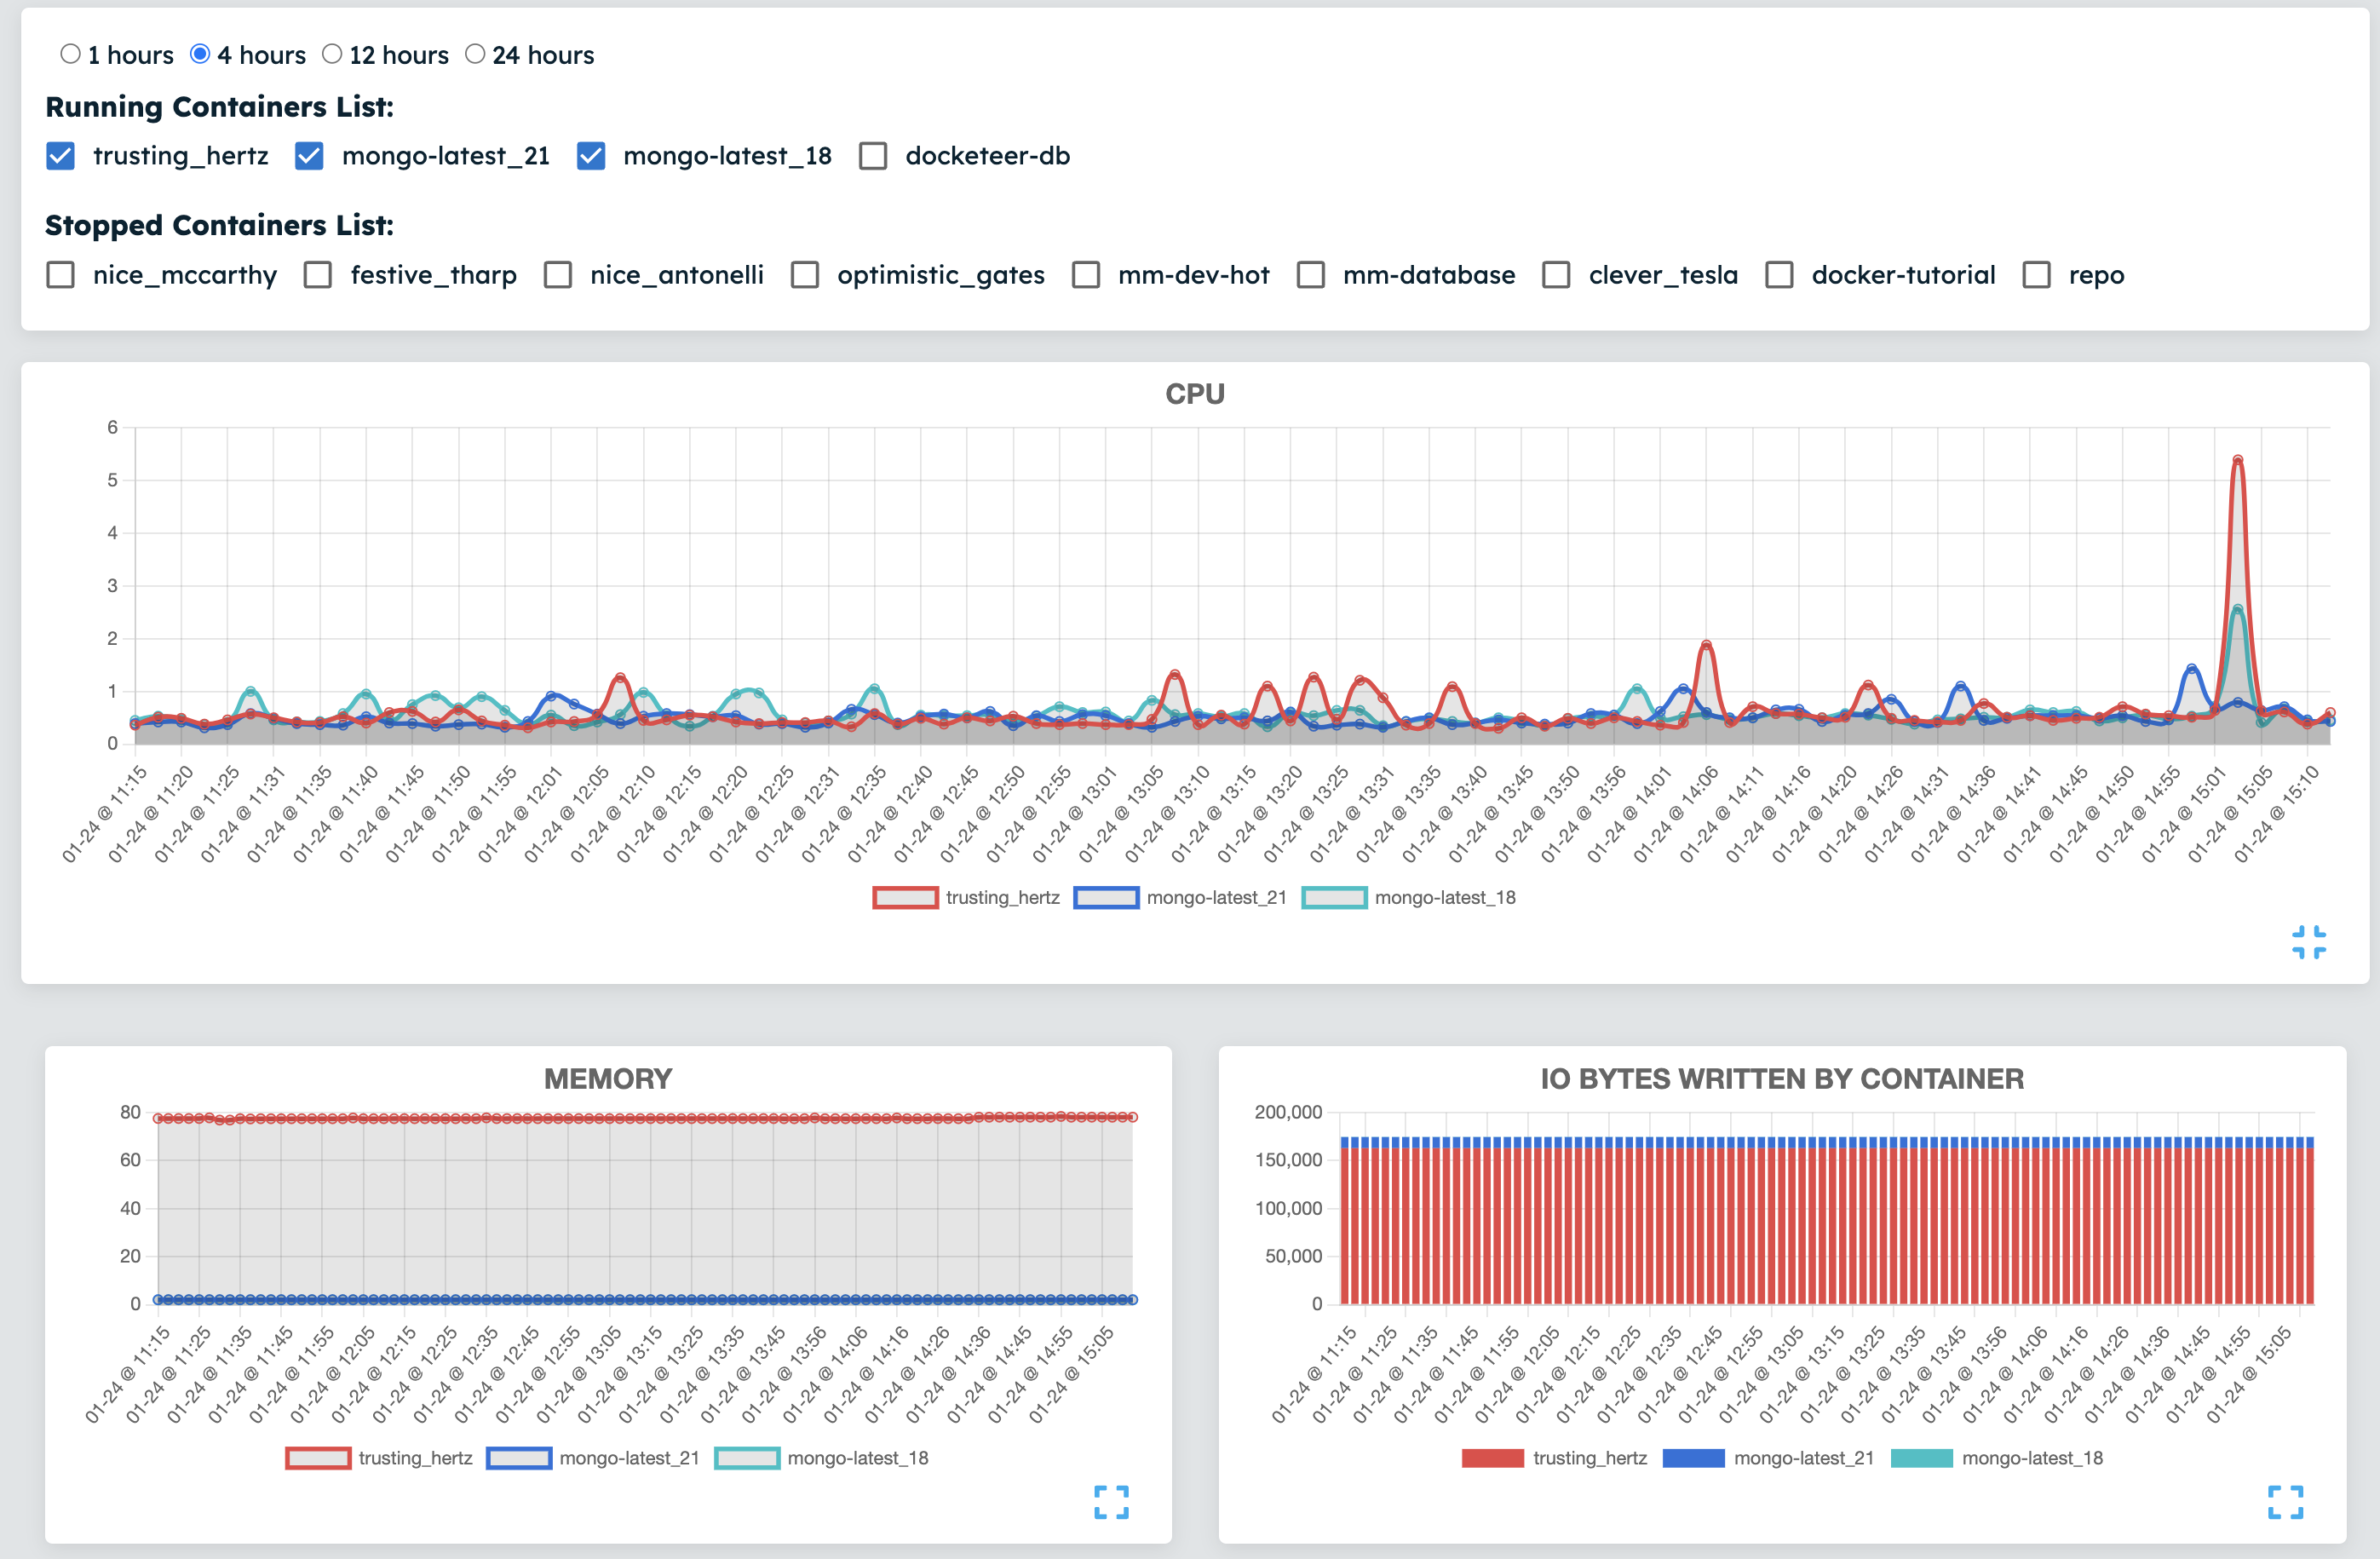 1 hours 4 hours 12 hours 24 hours
Running Containers List:
trusting_hertz mongo-latest_21 mongo-latest_18 docketeer-db
Stopped Containers List:
nice_mccarthy festive_tharp nice_antonelli optimistic_gates mm-dev-hot mm-database clever_tesla docker-tutorial repo
CPU
6
5
4
3
2
1
0
01-24 @ 11:15 01-24 @ 11:20 01-24 @ 11:25 01-24 @ 11:31 01-24 @ 11:35 01-24 @ 11:40 01-24 @ 11:45 01-24 @ 11:50 01-24 @ 11:55 01-24 @ 12:01 01-24 @ 12:05 01-24 @ 12:10 01-24 @ 12:15 01-24 @ 12:20 01-24 @ 12:25 01-24 @ 12:31 01-24 @ 12:35 01-24 @ 12:40 01-24 @ 12:45 01-24 @ 12:50 01-24 @ 12:55 01-24 @ 13:01 01-24 @ 13:05 01-24 @ 13:10 01-24 @ 13:15 01-24 @ 13:20 01-24 @ 13:25 01-24 @ 13:31 01-24 @ 13:35 01-24 @ 13:40 01-24 @ 13:45 01-24 @ 13:50 01-24 @ 13:56 01-24 @ 14:01 01-24 @ 14:06 01-24 @ 14:11 01-24 @ 14:16 01-24 @ 14:20 01-24 @ 14:26 01-24 @ 14:31 01-24 @ 14:36 01-24 @ 14:41 01-24 @ 14:45 01-24 @ 14:50 01-24 @ 14:55 01-24 @ 15:01 01-24 @ 15:05 01-24 @ 15:10
trusting_hertz mongo-latest_21 mongo-latest_18
MEMORY
80
60
40
20
0
01-24 @ 11:15 01-24 @ 11:25 01-24 @ 11:35 01-24 @ 11:45 01-24 @ 11:55 01-24 @ 12:05 01-24 @ 12:15 01-24 @ 12:25 01-24 @ 12:35 01-24 @ 12:45 01-24 @ 12:55 01-24 @ 13:05 01-24 @ 13:15 01-24 @ 13:25 01-24 @ 13:35 01-24 @ 13:45 01-24 @ 13:56 01-24 @ 14:06 01-24 @ 14:16 01-24 @ 14:26 01-24 @ 14:36 01-24 @ 14:45 01-24 @ 14:55 01-24 @ 15:05
trusting_hertz mongo-latest_21 mongo-latest_18
IO BYTES WRITTEN BY CONTAINER
200,000
150,000
100,000
50,000
0
01-24 @ 11:15 01-24 @ 11:25 01-24 @ 11:35 01-24 @ 11:45 01-24 @ 11:55 01-24 @ 12:05 01-24 @ 12:15 01-24 @ 12:25 01-24 @ 12:35 01-24 @ 12:45 01-24 @ 12:55 01-24 @ 13:05 01-24 @ 13:15 01-24 @ 13:25 01-24 @ 13:35 01-24 @ 13:45 01-24 @ 13:56 01-24 @ 14:06 01-24 @ 14:16 01-24 @ 14:26 01-24 @ 14:36 01-24 @ 14:45 01-24 @ 14:55 01-24 @ 15:05
trusting_hertz mongo-latest_21 mongo-latest_18